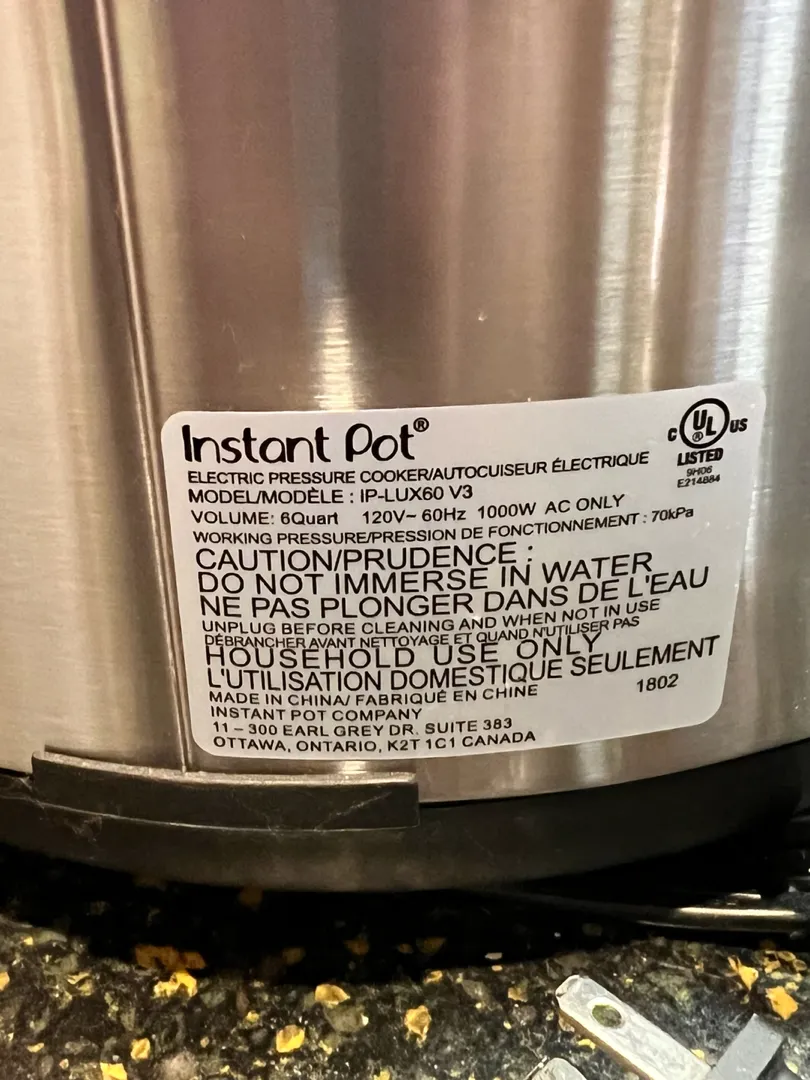 Instant Pot®
C UL® US
LISTED
9H06
E214884
ELECTRIC PRESSURE COOKER/AUTOCUISEUR ÉLECTRIQUE
MODEL/MODÈLE : IP-LUX60 V3
VOLUME: 6Quart 120V~ 60Hz 1000W AC ONLY
WORKING PRESSURE/PRESSION DE FONCTIONNEMENT : 70kPa
CAUTION/PRUDENCE :
DO NOT IMMERSE IN WATER
NE PAS PLONGER DANS DE L'EAU
UNPLUG BEFORE CLEANING AND WHEN NOT IN USE
DÉBRANCHER AVANT NETTOYAGE ET QUAND N'UTILISER PAS
HOUSEHOLD USE ONLY
L'UTILISATION DOMESTIQUE SEULEMENT
MADE IN CHINA/ FABRIQUÉ EN CHINE
1802
INSTANT POT COMPANY
11 – 300 EARL GREY DR. SUITE 383
OTTAWA, ONTARIO, K2T 1C1 CANADA